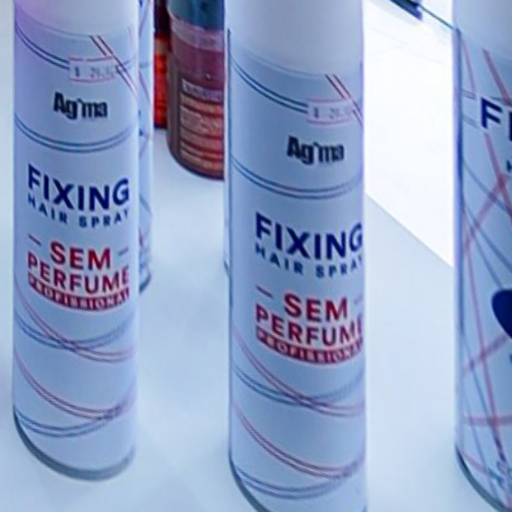 Ag^ma
FIXING
HAIR SPRAY
SEM
PERFUME
PROFISSIONAL
Ag^ma
FIXING
HAIR SPRAY
SEM
PERFUME
PROFISSIONAL